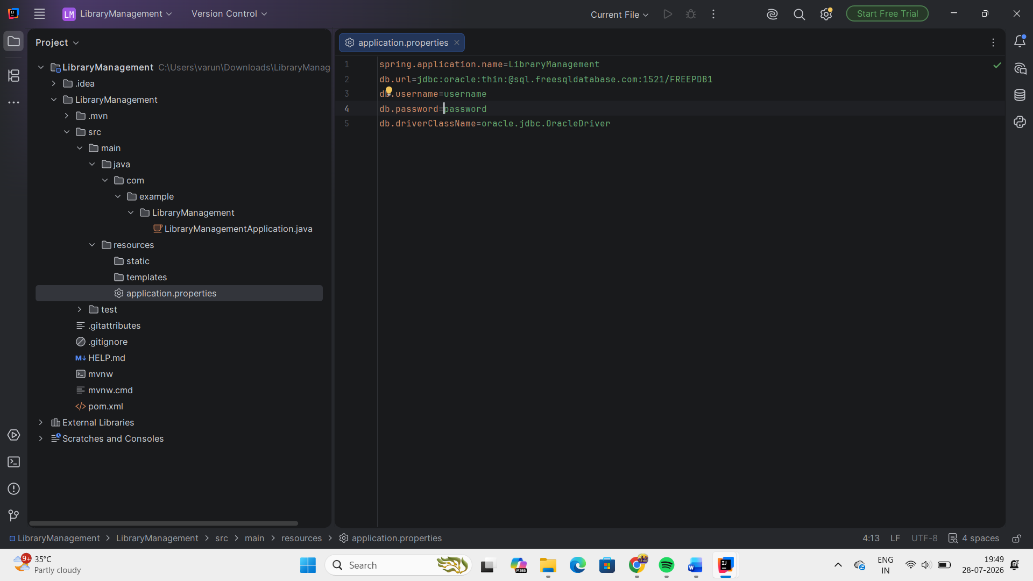 LM LibraryManagement Version Control Current File Start Free Trial
Project application.properties
LibraryManagement C:\Users\varun\Downloads\LibraryManag
.idea
LibraryManagement
.mvn
src
main
java
com
example
LibraryManagement
LibraryManagementApplication.java
resources
static
templates
application.properties
test
.gitattributes
.gitignore
M↓ HELP.md
mvnw
mvnw.cmd
</> pom.xml
External Libraries
Scratches and Consoles
1 spring.application.name=LibraryManagement
2 db.url=jdbc:oracle:thin:@sql.freesqldatabase.com:1521/FREEPDB1
3 db.username=username
4 db.password=password
5 db.driverClassName=oracle.jdbc.OracleDriver
LibraryManagement > LibraryManagement > src > main > resources > application.properties 4:13 LF UTF-8 4 spaces
35°C
Partly cloudy
Search
ENG
IN
19:49
28-07-2026